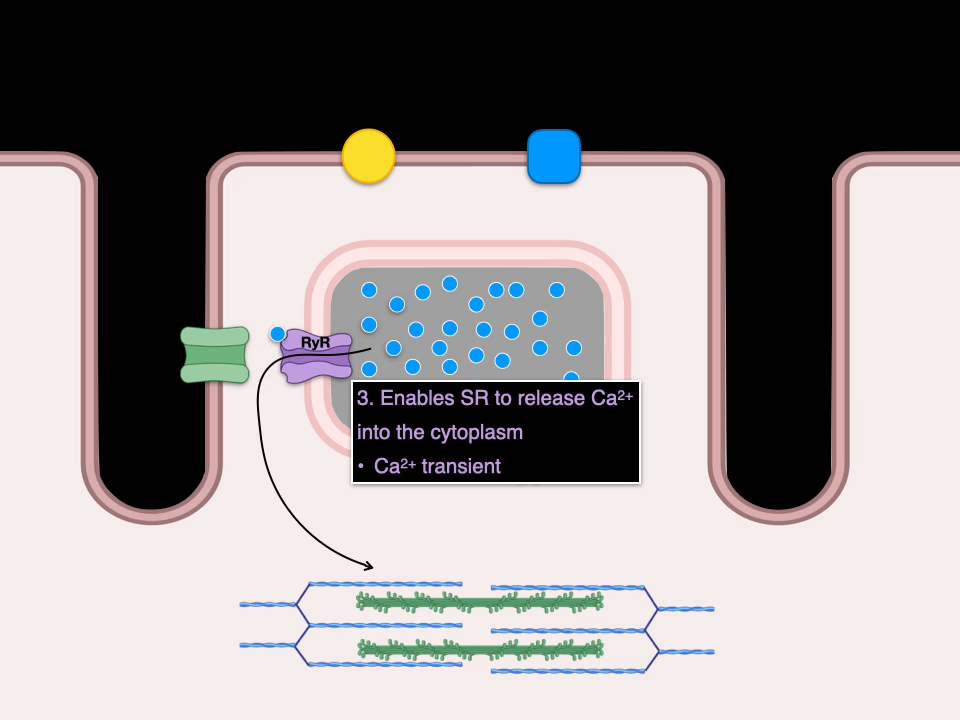 RyR
3. Enables SR to release Ca²⁺
into the cytoplasm
• Ca²⁺ transient